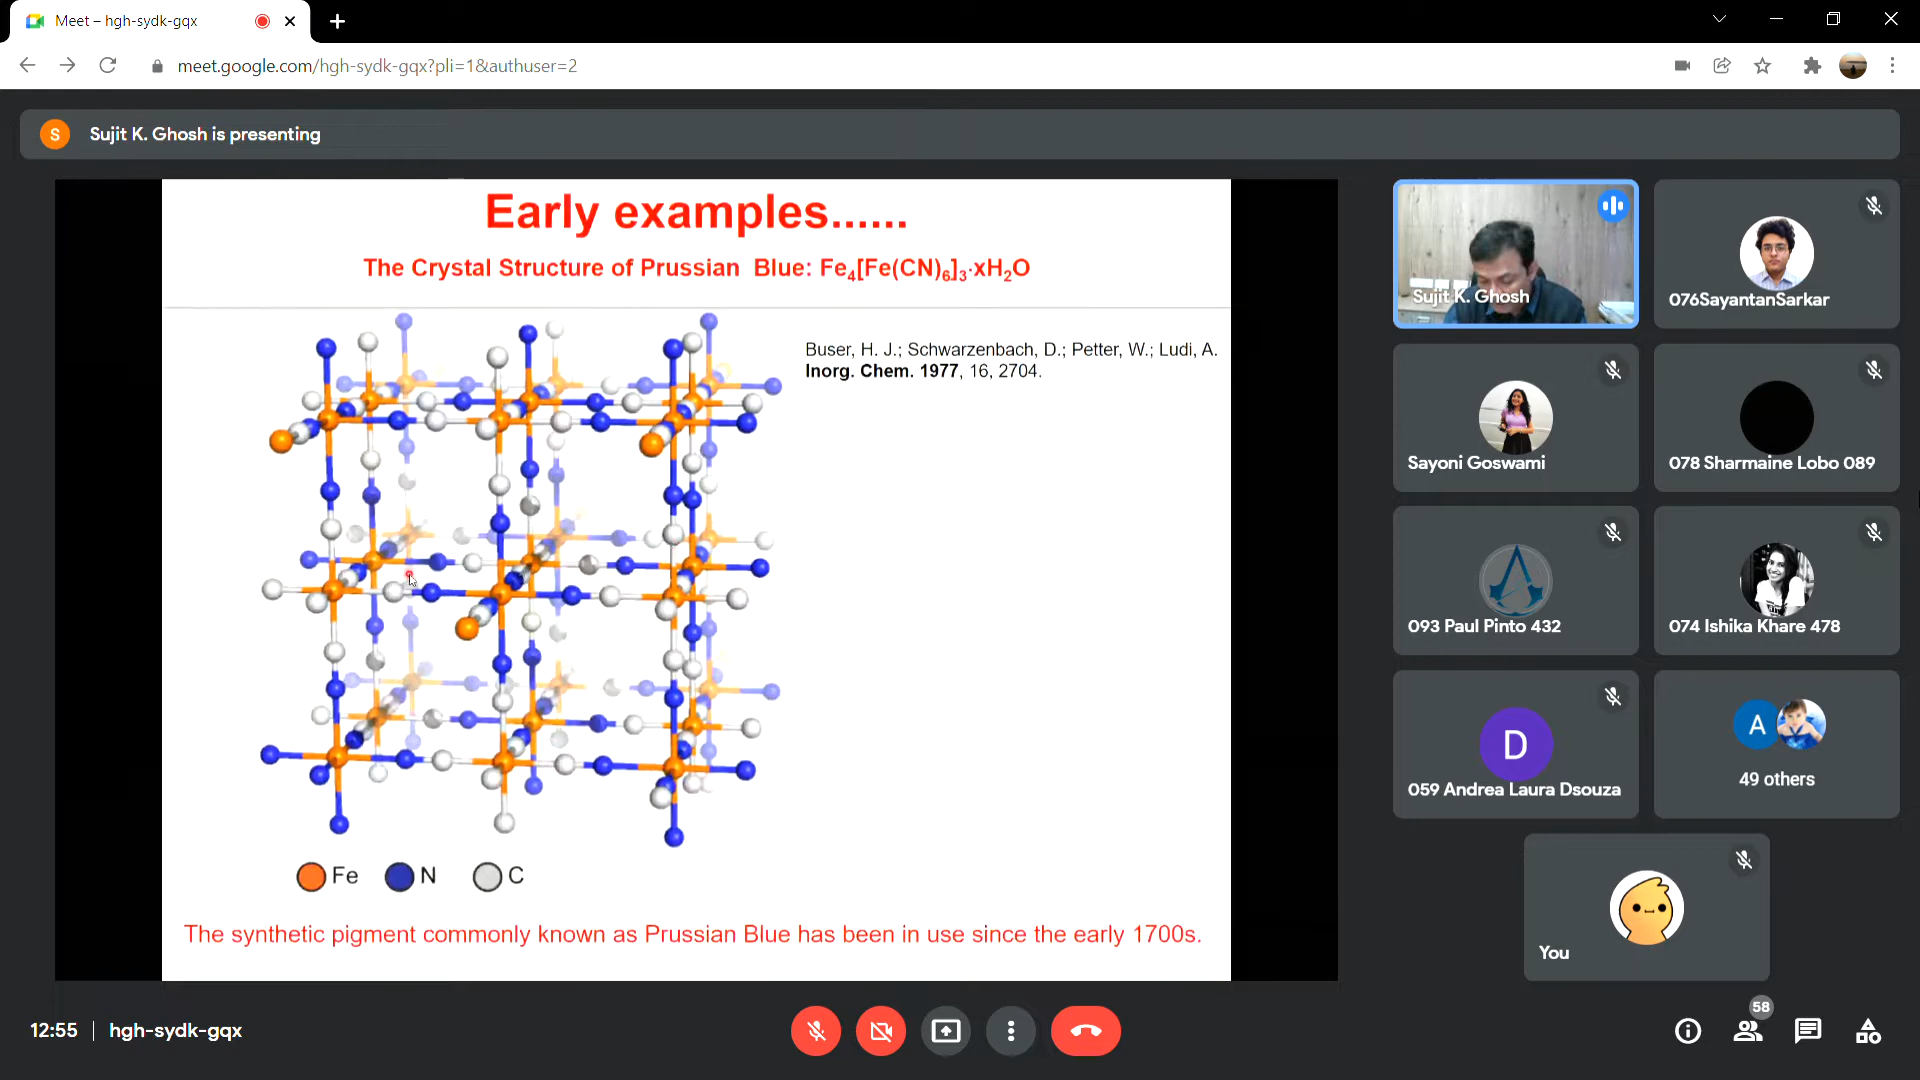 Meet – hgh-sydk-gqx
meet.google.com/hgh-sydk-gqx?pli=1&authuser=2
S
Sujit K. Ghosh is presenting
Early examples......
The Crystal Structure of Prussian Blue: Fe4[Fe(CN)6]3·xH2O
Buser, H. J.; Schwarzenbach, D.; Petter, W.; Ludi, A.
Inorg. Chem. 1977, 16, 2704.
Fe
N
C
The synthetic pigment commonly known as Prussian Blue has been in use since the early 1700s.
Sujit K. Ghosh
076SayantanSarkar
Sayoni Goswami
078 Sharmaine Lobo 089
093 Paul Pinto 432
074 Ishika Khare 478
D
059 Andrea Laura Dsouza
A
49 others
You
12:55
hgh-sydk-gqx
58